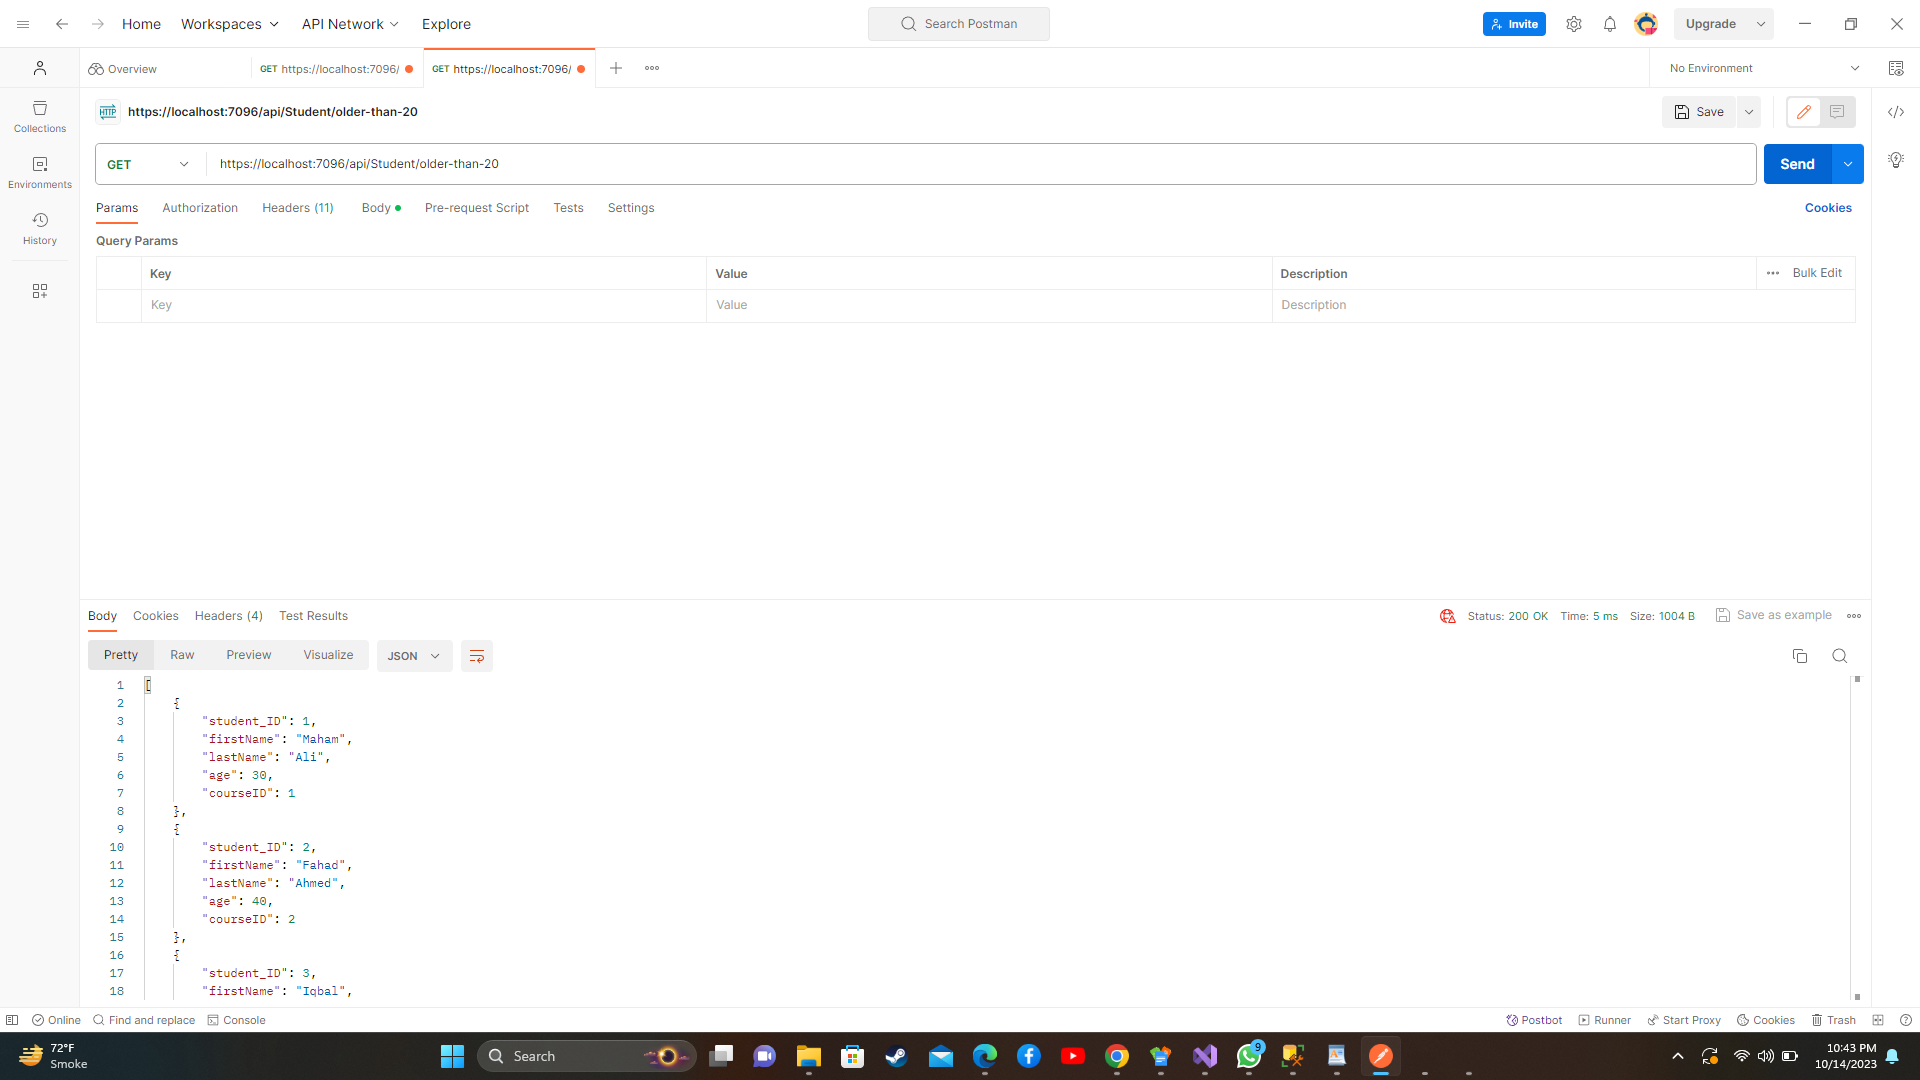 Home Workspaces API Network Explore Search Postman Invite Upgrade
Overview GET https://localhost:7096/ GET https://localhost:7096/ No Environment
HTTP https://localhost:7096/api/Student/older-than-20 Save
Collections
Environments
History
GET https://localhost:7096/api/Student/older-than-20 Send
Params Authorization Headers (11) Body Pre-request Script Tests Settings Cookies
Query Params
Key Value Description Bulk Edit
Key Value Description
Body Cookies Headers (4) Test Results Status: 200 OK Time: 5 ms Size: 1004 B Save as example
Pretty Raw Preview Visualize JSON
1 [
2 {
3 "student_ID": 1,
4 "firstName": "Maham",
5 "lastName": "Ali",
6 "age": 30,
7 "courseID": 1
8 },
9 {
10 "student_ID": 2,
11 "firstName": "Fahad",
12 "lastName": "Ahmed",
13 "age": 40,
14 "courseID": 2
15 },
16 {
17 "student_ID": 3,
18 "firstName": "Iqbal",
Online Find and replace Console Postbot Runner Start Proxy Cookies Trash
72°F
Smoke
Search
9
10:43 PM
10/14/2023